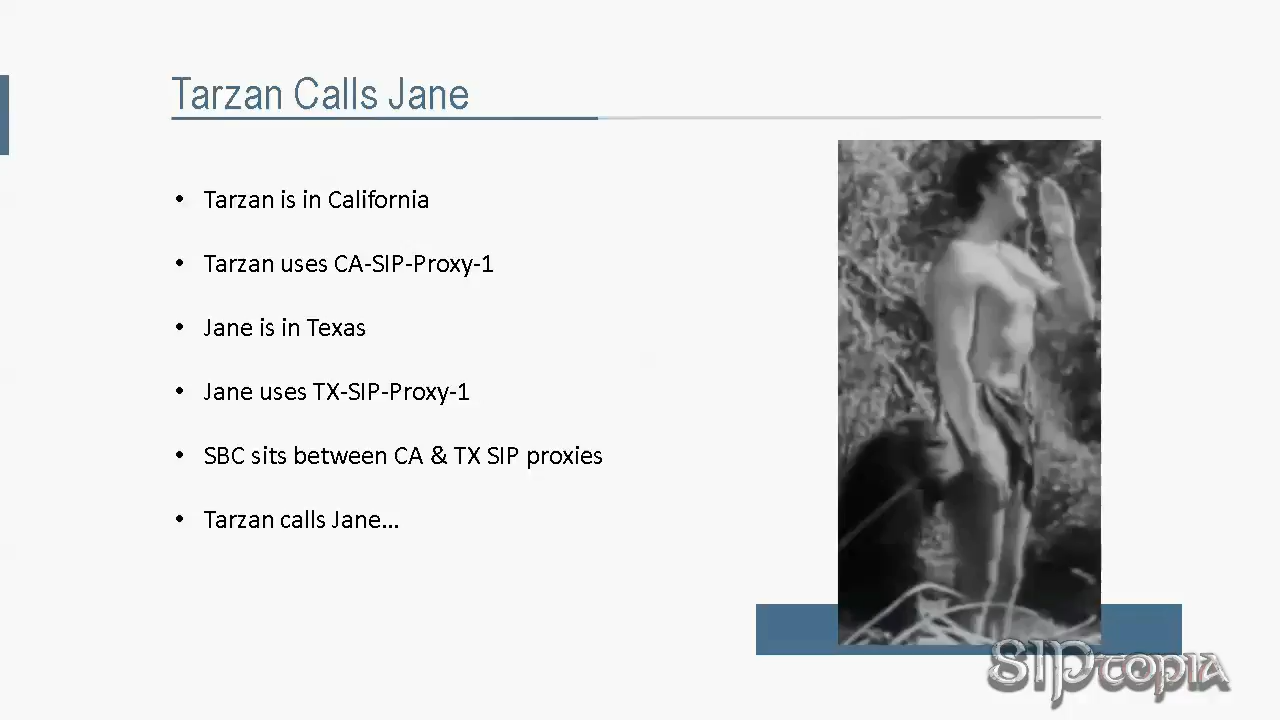 Tarzan Calls Jane
• Tarzan is in California
• Tarzan uses CA-SIP-Proxy-1
• Jane is in Texas
• Jane uses TX-SIP-Proxy-1
• SBC sits between CA & TX SIP proxies
• Tarzan calls Jane...
SIPtopia